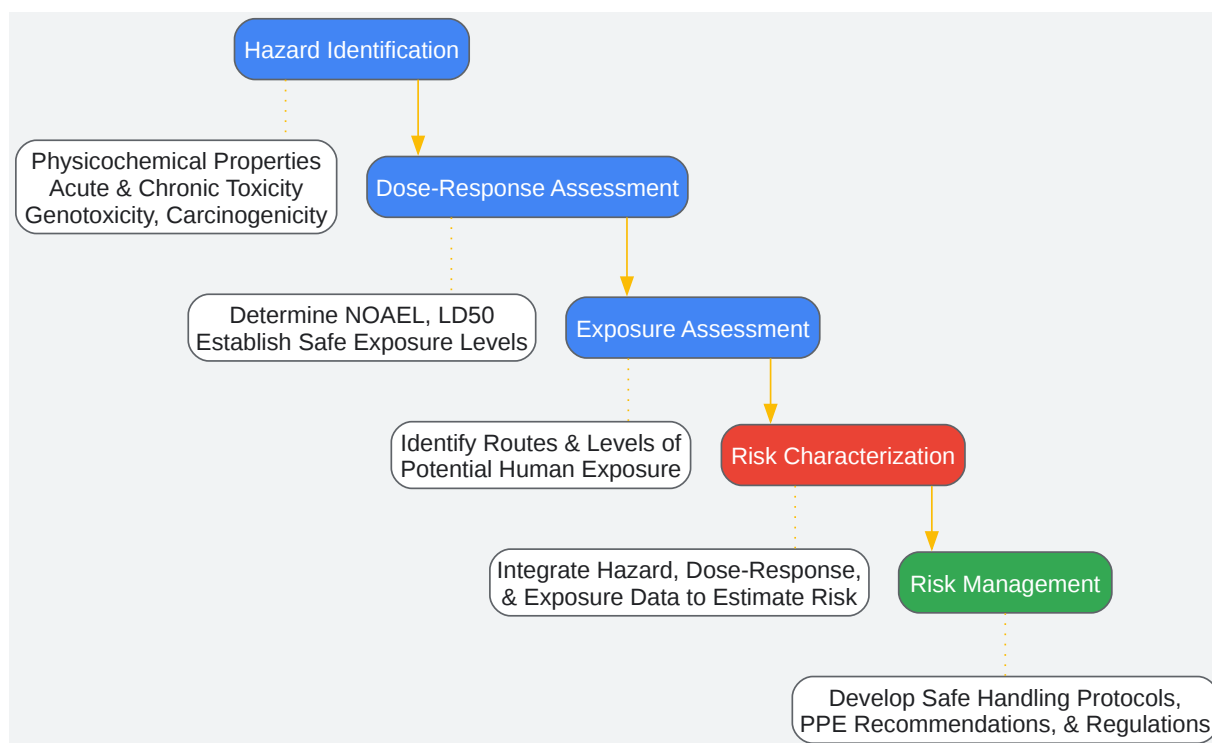 Hazard Identification
Physicochemical Properties
Acute & Chronic Toxicity
Genotoxicity, Carcinogenicity
Dose-Response Assessment
Determine NOAEL, LD50
Establish Safe Exposure Levels
Exposure Assessment
Identify Routes & Levels of
Potential Human Exposure
Risk Characterization
Integrate Hazard, Dose-Response,
& Exposure Data to Estimate Risk
Risk Management
Develop Safe Handling Protocols,
PPE Recommendations, & Regulations